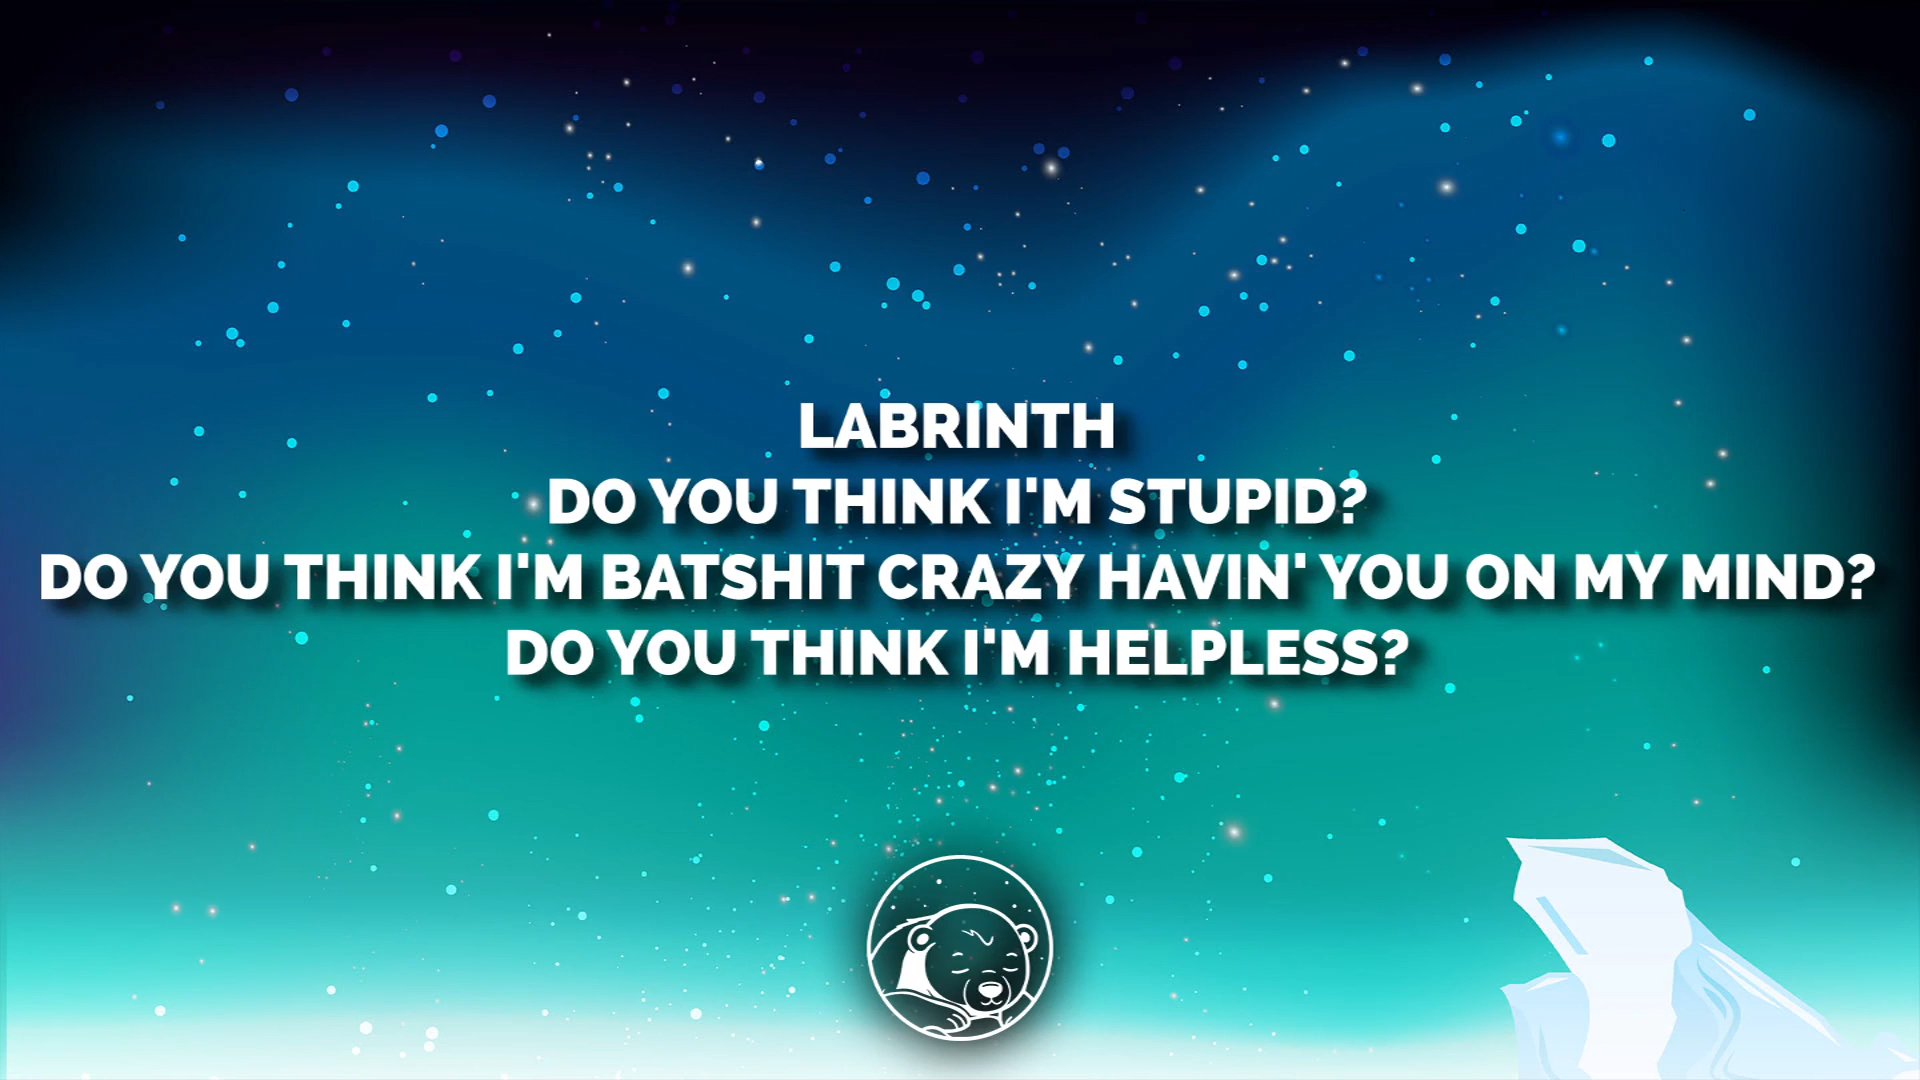 LABRINTH
DO YOU THINK I'M STUPID?
DO YOU THINK I'M BATSHIT CRAZY HAVIN' YOU ON MY MIND?
DO YOU THINK I'M HELPLESS?